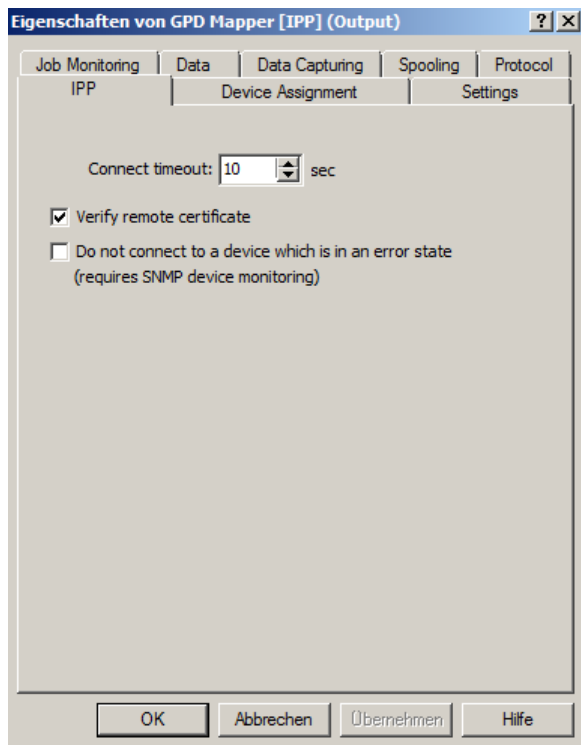 Eigenschaften von GPD Mapper [IPP] (Output)
Job Monitoring Data Data Capturing Spooling Protocol
IPP Device Assignment Settings
Connect timeout: 10 sec
Verify remote certificate
Do not connect to a device which is in an error state
(requires SNMP device monitoring)
OK Abbrechen Übernehmen Hilfe